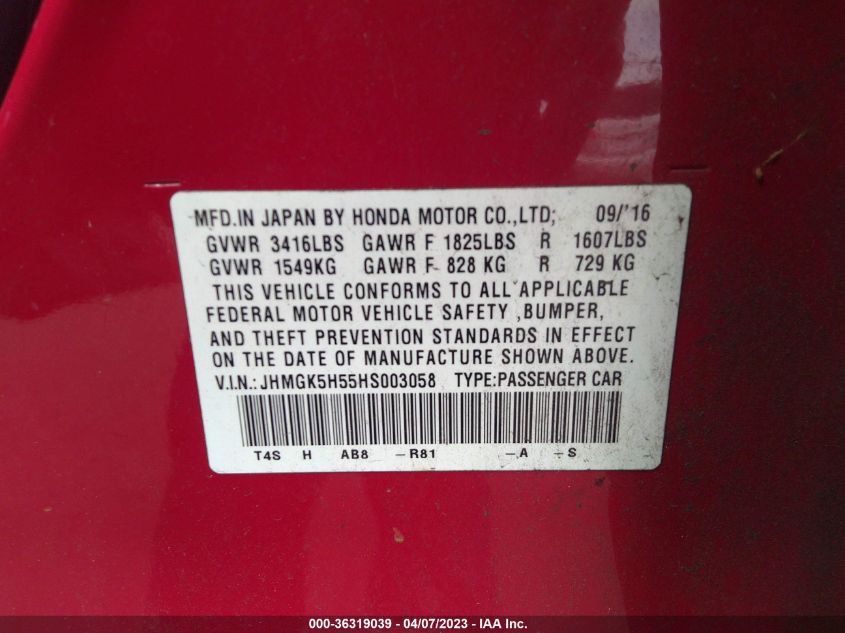 MFD.IN JAPAN BY HONDA MOTOR CO.,LTD; 09/'16
GVWR 3416LBS GAWR F 1825LBS R 1607LBS
GVWR 1549KG GAWR F 828 KG R 729 KG
THIS VEHICLE CONFORMS TO ALL APPLICABLE
FEDERAL MOTOR VEHICLE SAFETY ,BUMPER,
AND THEFT PREVENTION STANDARDS IN EFFECT
ON THE DATE OF MANUFACTURE SHOWN ABOVE.
V.I.N.: JHMGK5H55HS003058 TYPE:PASSENGER CAR
T4S H AB8 –R81 –A –S
000-36319039 - 04/07/2023 - IAA Inc.